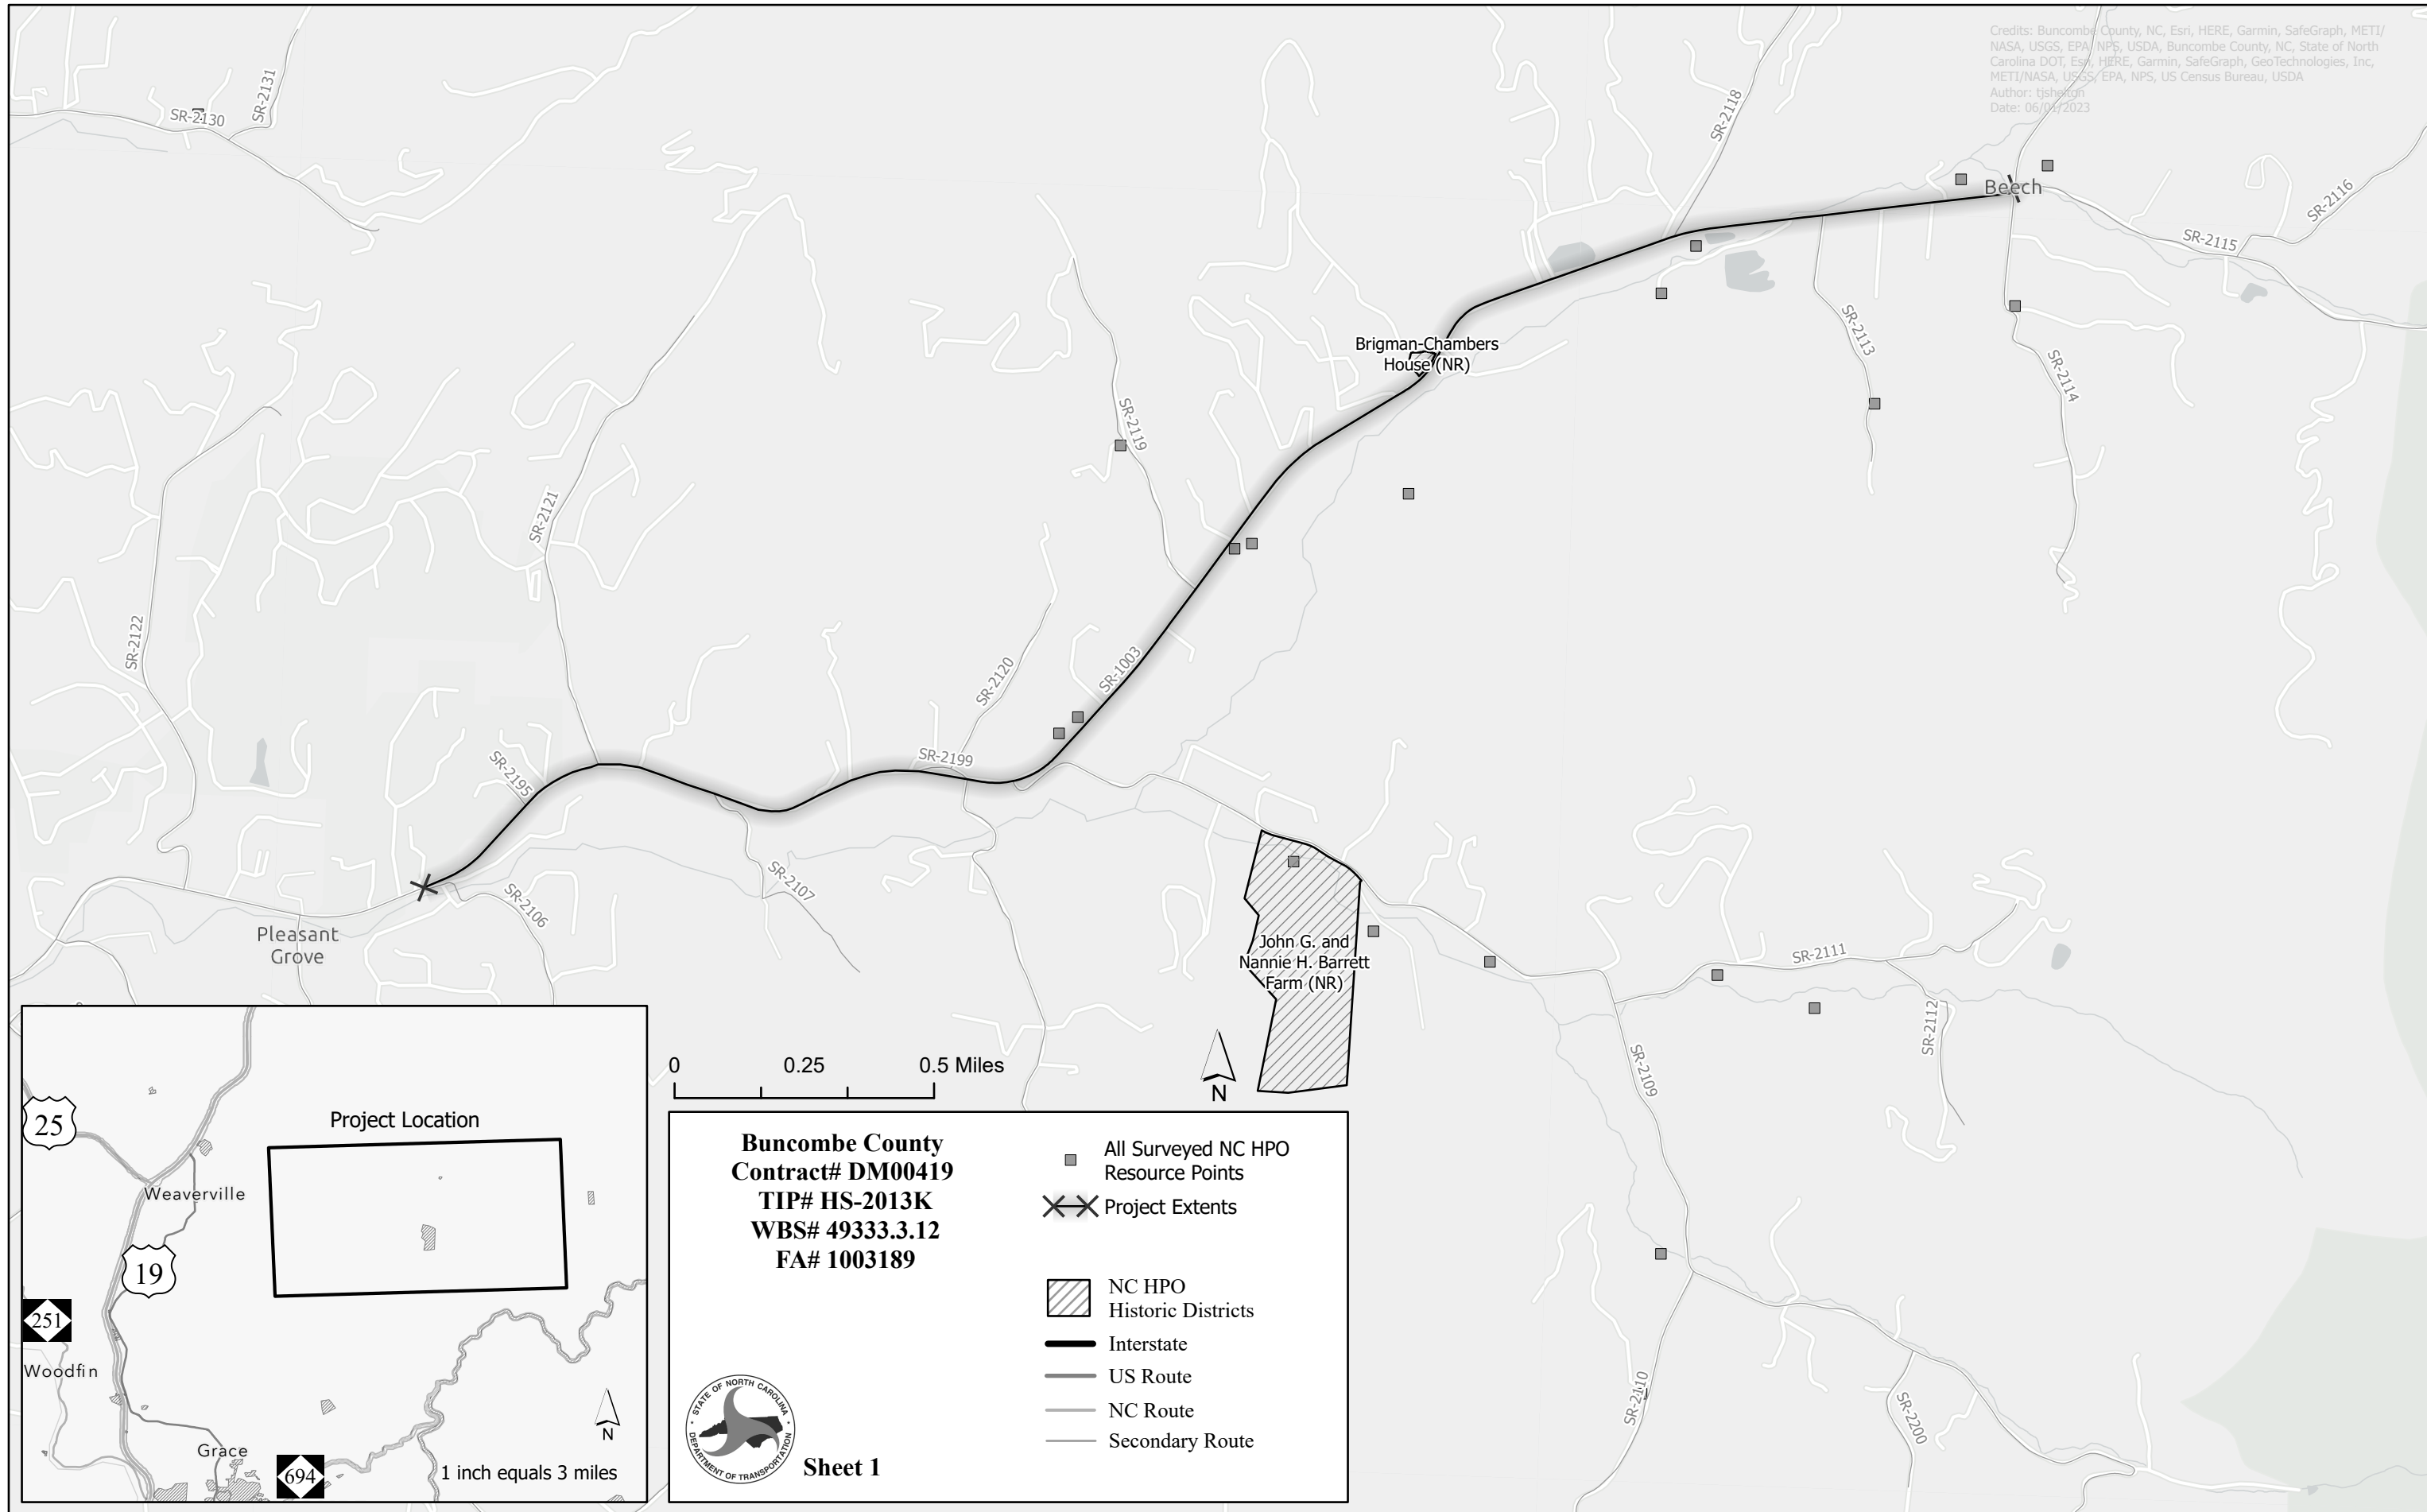 Credits: Buncombe County, NC, Esri, HERE, Garmin, SafeGraph, METI/
NASA, USGS, EPA, NPS, USDA, Buncombe County, NC, State of North
Carolina DOT, Esri, HERE, Garmin, SafeGraph, GeoTechnologies, Inc,
METI/NASA, USGS, EPA, NPS, US Census Bureau, USDA
Author: tjshelton
Date: 06/01/2023
SR-2131
SR-2130
SR-2118
Beech
SR-2116
SR-2115
SR-2113
SR-2114
Brigman-Chambers
House (NR)
SR-2119
SR-2121
SR-2122
SR-2120
SR-1003
SR-2199
SR-2195
SR-2106
SR-2107
Pleasant
Grove
John G. and
Nannie H. Barrett
Farm (NR)
SR-2111
SR-2112
SR-2109
SR-2110
SR-2200
0
0.25
0.5 Miles
N
Project Location
25
Weaverville
19
251
Woodfin
Grace
694
N
1 inch equals 3 miles
Buncombe County
Contract# DM00419
TIP# HS-2013K
WBS# 49333.3.12
FA# 1003189
STATE OF NORTH CAROLINA
DEPARTMENT OF TRANSPORTATION
Sheet 1
All Surveyed NC HPO
Resource Points
Project Extents
NC HPO
Historic Districts
Interstate
US Route
NC Route
Secondary Route